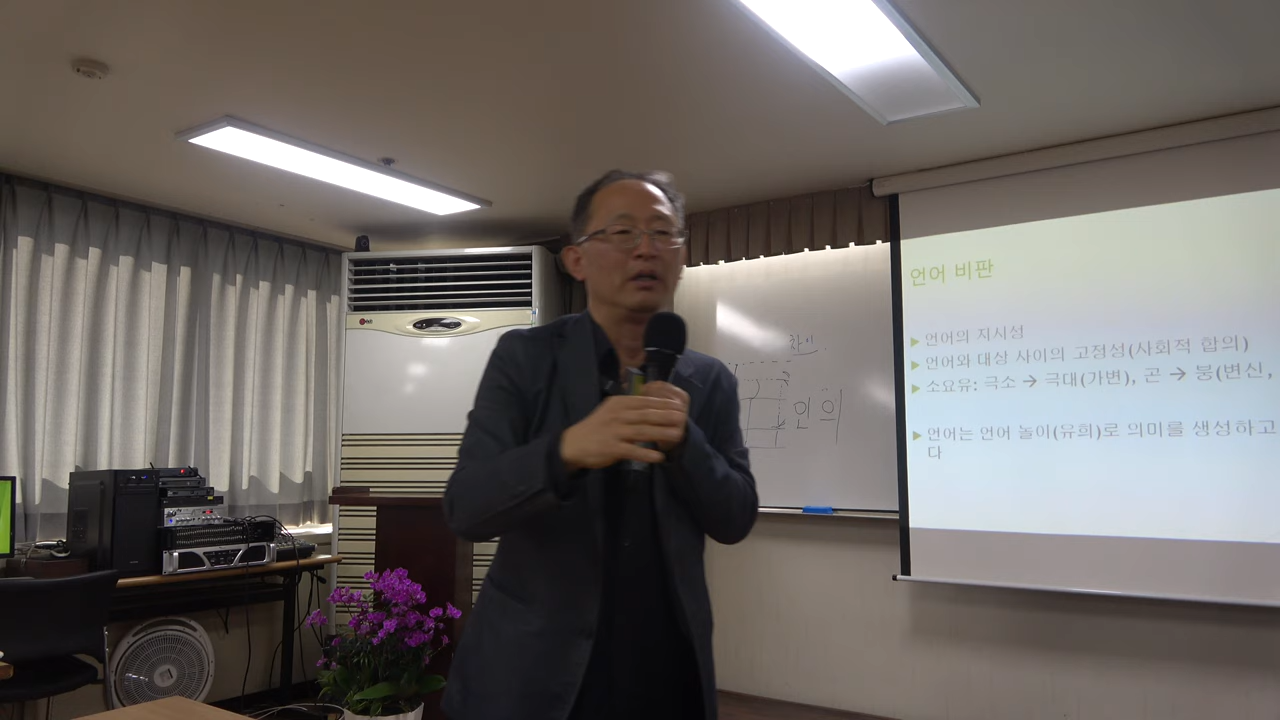 언어 비판
언어의 지시성
언어와 대상 사이의 고정성(사회적 합의)
소요유: 극소 → 극대(가변), 곤 → 붕(변신,
언어는 언어 놀이(유희)로 의미를 생성하고
다
차이
인 의